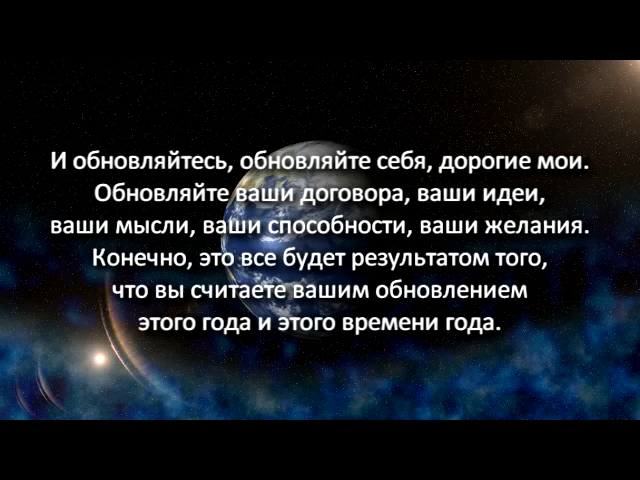 И обновляйтесь, обновляйте себя, дорогие мои.
Обновляйте ваши договора, ваши идеи,
ваши мысли, ваши способности, ваши желания.
Конечно, это все будет результатом того,
что вы считаете вашим обновлением
этого года и этого времени года.